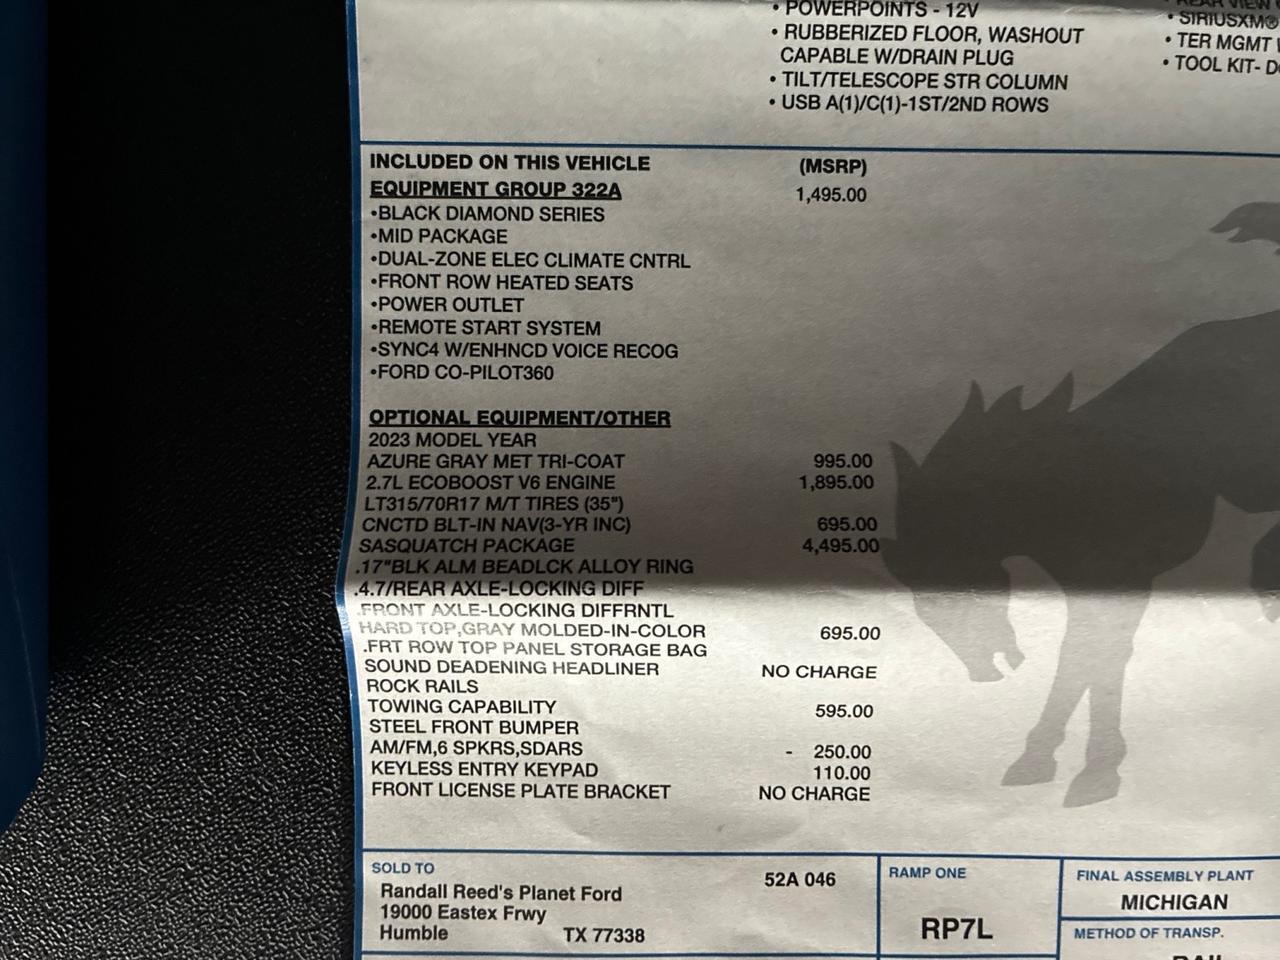 • POWERPOINTS - 12V
• RUBBERIZED FLOOR, WASHOUT
CAPABLE W/DRAIN PLUG
• TILT/TELESCOPE STR COLUMN
• USB A(1)/C(1)-1ST/2ND ROWS
• REAR VIEW
• SIRIUSXM®
• TER MGMT
• TOOL KIT-
INCLUDED ON THIS VEHICLE (MSRP)
EQUIPMENT GROUP 322A 1,495.00
•BLACK DIAMOND SERIES
•MID PACKAGE
•DUAL-ZONE ELEC CLIMATE CNTRL
•FRONT ROW HEATED SEATS
•POWER OUTLET
•REMOTE START SYSTEM
•SYNC4 W/ENHNCD VOICE RECOG
•FORD CO-PILOT360
OPTIONAL EQUIPMENT/OTHER
2023 MODEL YEAR
AZURE GRAY MET TRI-COAT 995.00
2.7L ECOBOOST V6 ENGINE 1,895.00
LT315/70R17 M/T TIRES (35")
CNCTD BLT-IN NAV(3-YR INC) 695.00
SASQUATCH PACKAGE 4,495.00
.17"BLK ALM BEADLCK ALLOY RING
.4.7/REAR AXLE-LOCKING DIFF
.FRONT AXLE-LOCKING DIFFRNTL
HARD TOP,GRAY MOLDED-IN-COLOR 695.00
.FRT ROW TOP PANEL STORAGE BAG
SOUND DEADENING HEADLINER NO CHARGE
ROCK RAILS
TOWING CAPABILITY 595.00
STEEL FRONT BUMPER
AM/FM,6 SPKRS,SDARS - 250.00
KEYLESS ENTRY KEYPAD 110.00
FRONT LICENSE PLATE BRACKET NO CHARGE
SOLD TO 52A 046
Randall Reed's Planet Ford
19000 Eastex Frwy
Humble TX 77338
RAMP ONE
RP7L
FINAL ASSEMBLY PLANT
MICHIGAN
METHOD OF TRANSP.
RAIL